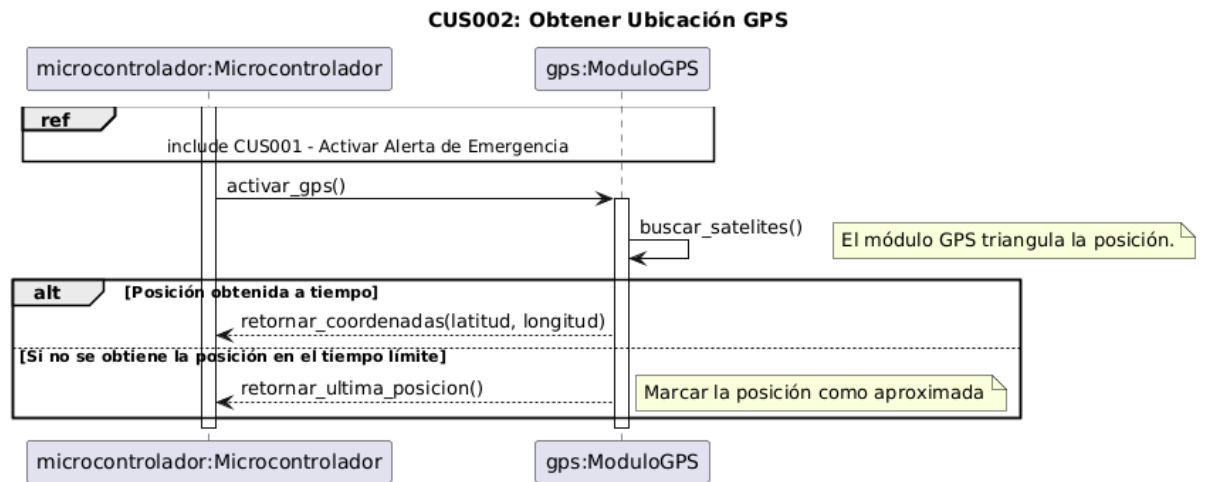 CUS002: Obtener Ubicación GPS
microcontrolador:Microcontrolador
gps:ModuloGPS
ref
include CUS001 - Activar Alerta de Emergencia
activar_gps()
buscar_satelites()
El módulo GPS triangula la posición.
alt
[Posición obtenida a tiempo]
retornar_coordenadas(latitud, longitud)
[Si no se obtiene la posición en el tiempo límite]
retornar_ultima_posicion()
Marcar la posición como aproximada
microcontrolador:Microcontrolador
gps:ModuloGPS